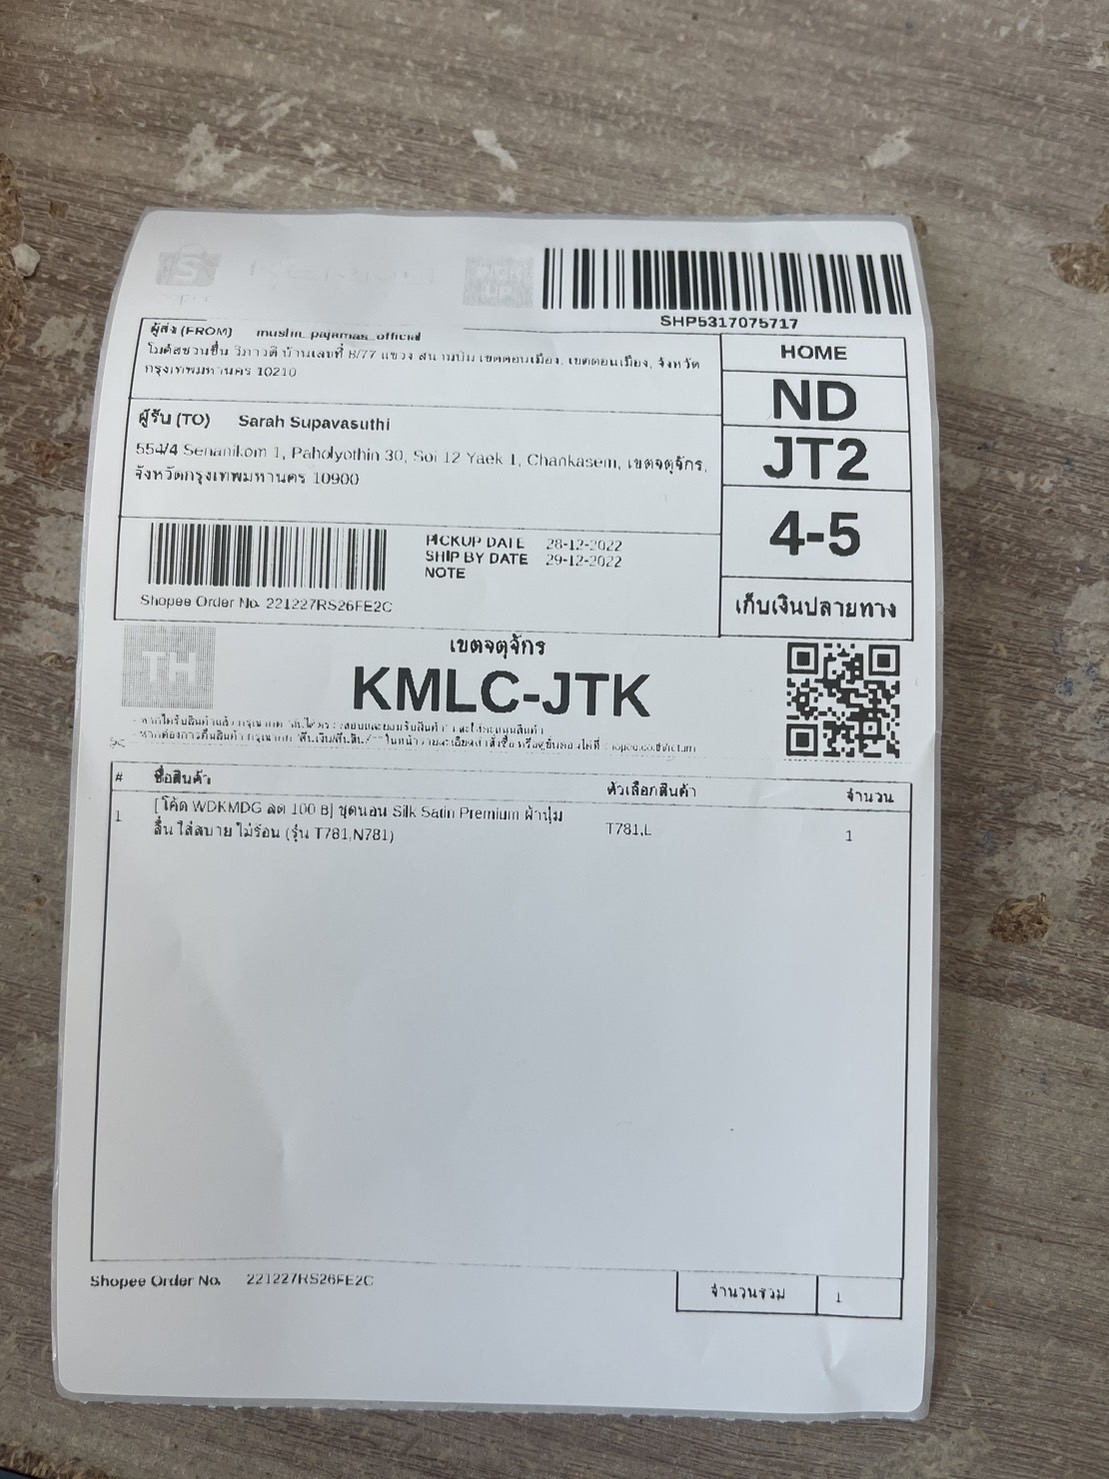 PICK
UP
SHP5317075717
ผู้ส่ง (FROM) muslin_pajamas_official
โมดิสชวนชื่น วิภาวดี บ้านเลขที่ 8/77 แขวง สนามบิน เขตดอนเมือง, เขตดอนเมือง, จังหวัด
กรุงเทพมหานคร 10210
HOME
ND
JT2
4-5
เก็บเงินปลายทาง
ผู้รับ (TO) Sarah Supavasuthi
554/4 Senanikom 1, Paholyothin 30, Soi 12 Yaek 1, Chankasem, เขตจตุจักร,
จังหวัดกรุงเทพมหานคร 10900
PICKUP DATE 28-12-2022
SHIP BY DATE 29-12-2022
NOTE
Shopee Order No. 221227RS26FE2C
TH
เขตจตุจักร
KMLC-JTK
# ชื่อสินค้า ตัวเลือกสินค้า จำนวน
1 [โค้ด WDKMDG ลด 100 B] ชุดนอน Silk Satin Premium ผ้านุ่ม T781,L 1
ลื่น ใส่สบาย ไม่ร้อน (รุ่น T781,N781)
Shopee Order No. 221227RS26FE2C
จำนวนรวม 1